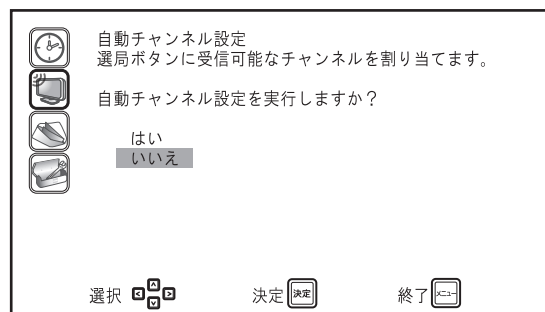 自動チャンネル設定
選局ボタンに受信可能なチャンネルを割り当てます。
自動チャンネル設定を実行しますか？
はい
いいえ
選択 決定 決定 終了 メニュー